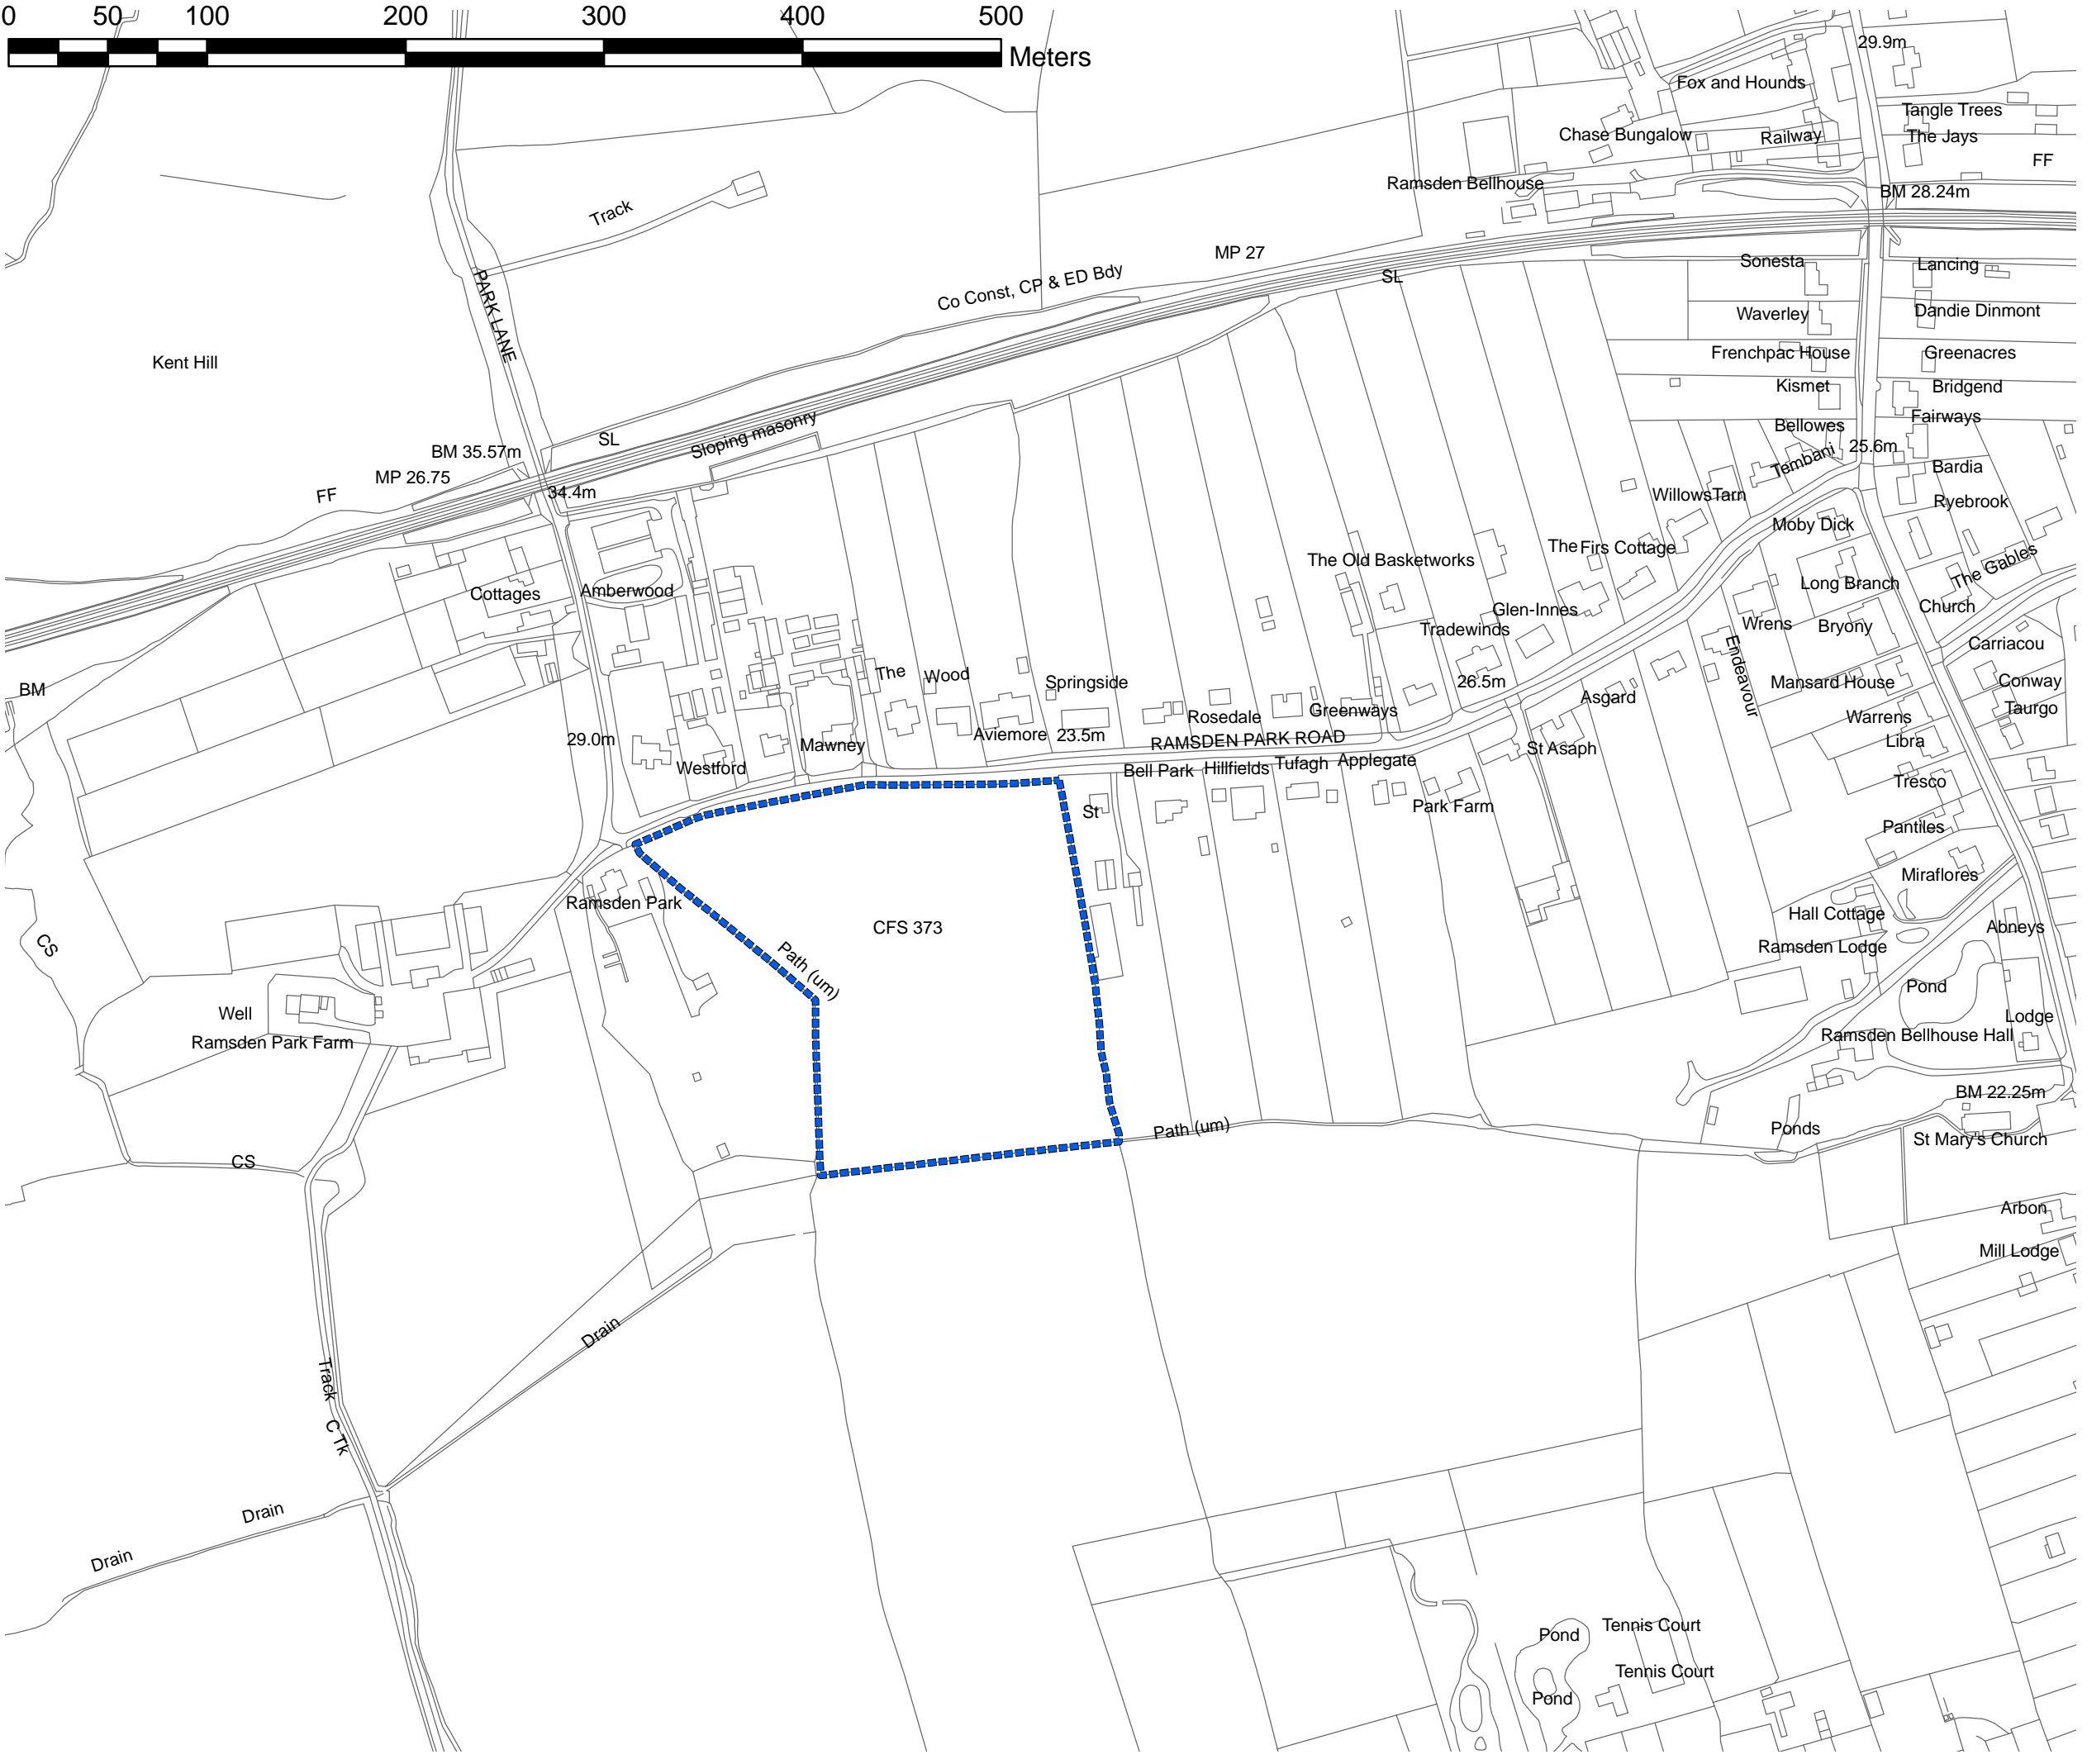 0 50 100 200 300 400 500
Meters
29.9m
Fox and Hounds
Tangle Trees
Chase Bungalow
Railway
The Jays
FF
Ramsden Bellhouse
BM 28.24m
Track
MP 27
Co Const, CP & ED Bdy
SL
Sonesta
Lancing
PARK LANE
Waverley
Dandie Dinmont
Kent Hill
Frenchpac House
Greenacres
Kismet
Bridgend
Fairways
Sloping masonry
SL
Bellowes
25.6m
BM 35.57m
MP 26.75
Tembani
Bardia
FF
34.4m
Willows
Tarn
Ryebrook
Moby Dick
The
Firs Cottage
The Old Basketworks
The Gables
Cottages
Amberwood
Long Branch
Glen-Innes
Church
Tradewinds
Wrens
Bryony
Endeavour
Carriacou
The
Wood
Springside
26.5m
Asgard
Mansard House
Conway
BM
Rosedale
Greenways
Warrens
Taurgo
29.0m
Mawney
Aviemore
23.5m
RAMSDEN PARK ROAD
St Asaph
Libra
Westford
Bell Park
Hillfields
Tufagh
Applegate
Tresco
St
Park Farm
Pantiles
Ramsden Park
Miraflores
CFS 373
Hall Cottage
Abneys
CS
Ramsden Lodge
Path (um)
Pond
Well
Lodge
Ramsden Park Farm
Ramsden Bellhouse Hall
BM 22.25m
Path (um)
Ponds
St Mary's Church
CS
Arbon
Mill Lodge
Drain
Track
C Tk
Drain
Drain
Pond
Tennis Court
Tennis Court
Pond